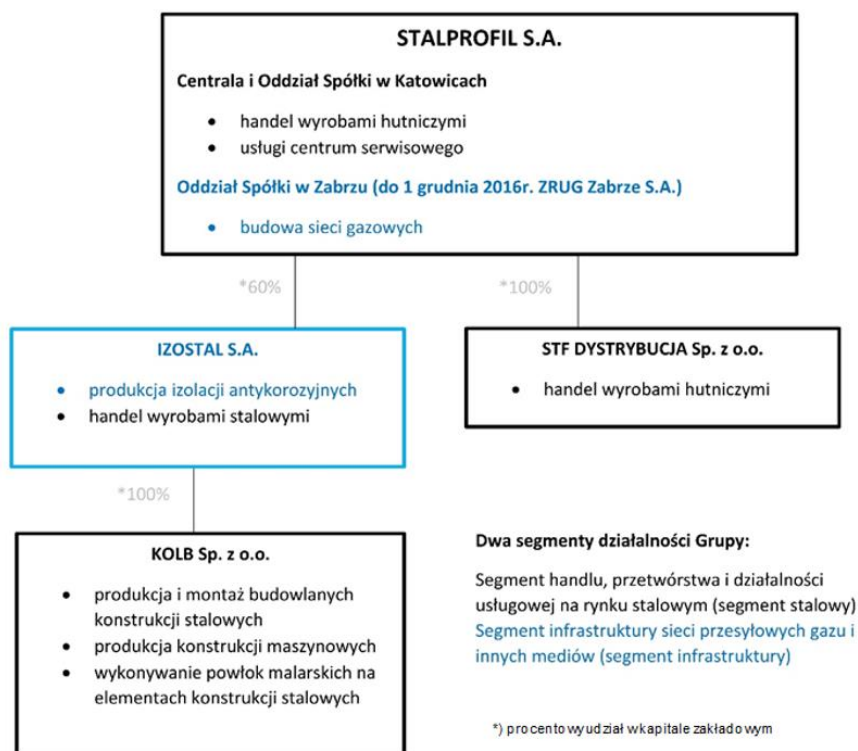 STALPROFIL S.A.
Centrala i Oddział Spółki w Katowicach
• handel wyrobami hutniczymi
• usługi centrum serwisowego
Oddział Spółki w Zabrzu (do 1 grudnia 2016r. ZRUG Zabrze S.A.)
• budowa sieci gazowych
*60%
*100%
IZOSTAL S.A.
• produkcja izolacji antykorozyjnych
• handel wyrobami stalowymi
STF DYSTRYBUCJA Sp. z o.o.
• handel wyrobami hutniczymi
*100%
KOLB Sp. z o.o.
• produkcja i montaż budowlanych
konstrukcji stalowych
• produkcja konstrukcji maszynowych
• wykonywanie powłok malarskich na
elementach konstrukcji stalowych
Dwa segmenty działalności Grupy:
Segment handlu, przetwórstwa i działalności
usługowej na rynku stalowym (segment stalowy)
Segment infrastruktury sieci przesyłowych gazu i
innych mediów (segment infrastruktury)
*) procentowy udział w kapitale zakładowym